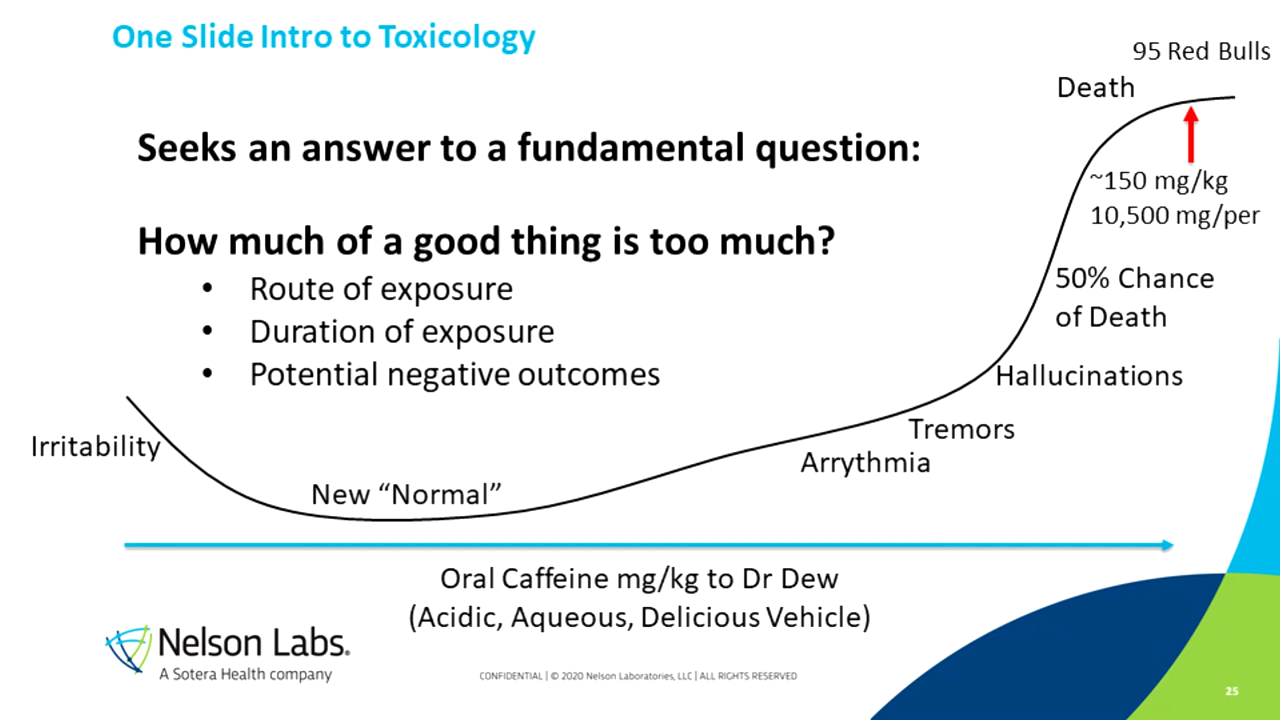 One Slide Intro to Toxicology
95 Red Bulls
Death
Seeks an answer to a fundamental question:
~150 mg/kg
10,500 mg/per
How much of a good thing is too much?
• Route of exposure
• Duration of exposure
• Potential negative outcomes
50% Chance
of Death
Hallucinations
Tremors
Arrythmia
Irritability
New “Normal”
Oral Caffeine mg/kg to Dr Dew
(Acidic, Aqueous, Delicious Vehicle)
Nelson Labs®
A Sotera Health company
CONFIDENTIAL | © 2020 Nelson Laboratories, LLC | ALL RIGHTS RESERVED
25